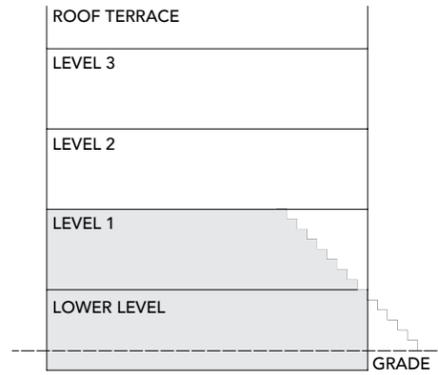 ROOF TERRACE
LEVEL 3
LEVEL 2
LEVEL 1
LOWER LEVEL
GRADE